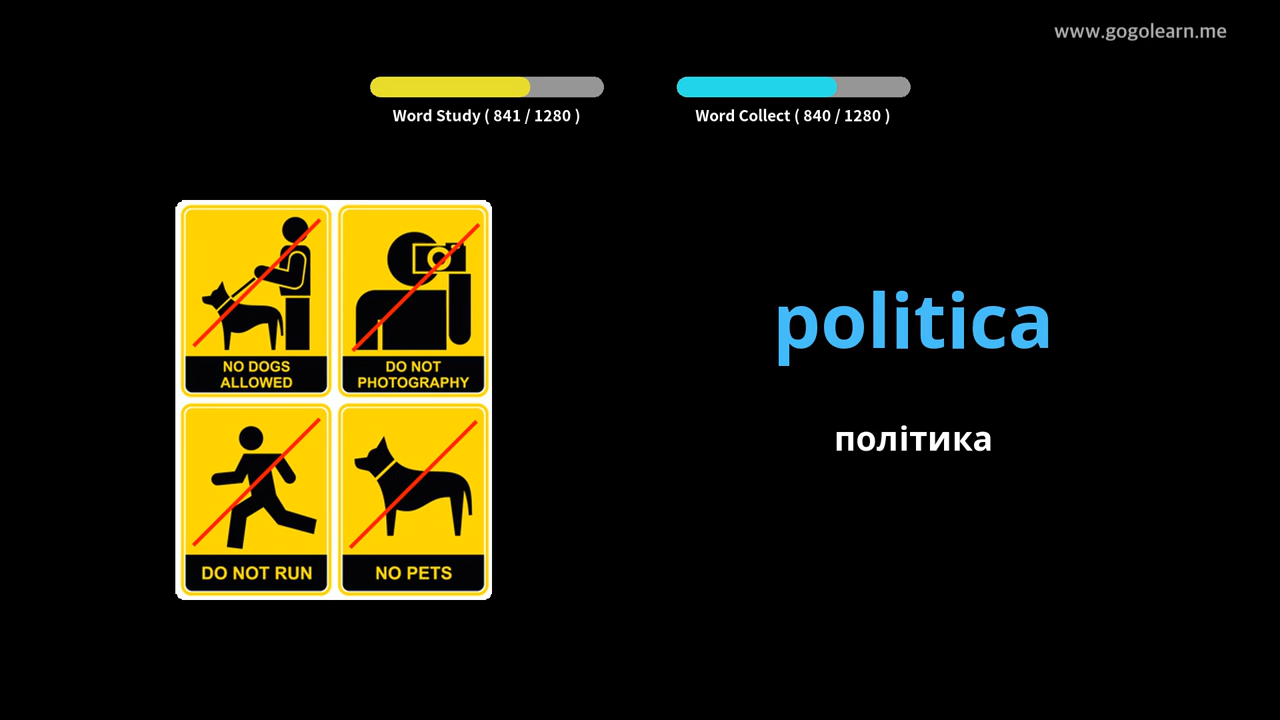 www.gogolearn.me
Word Study ( 841 / 1280 )
Word Collect ( 840 / 1280 )
NO DOGS
ALLOWED
DO NOT
PHOTOGRAPHY
DO NOT RUN
NO PETS
politica
політика